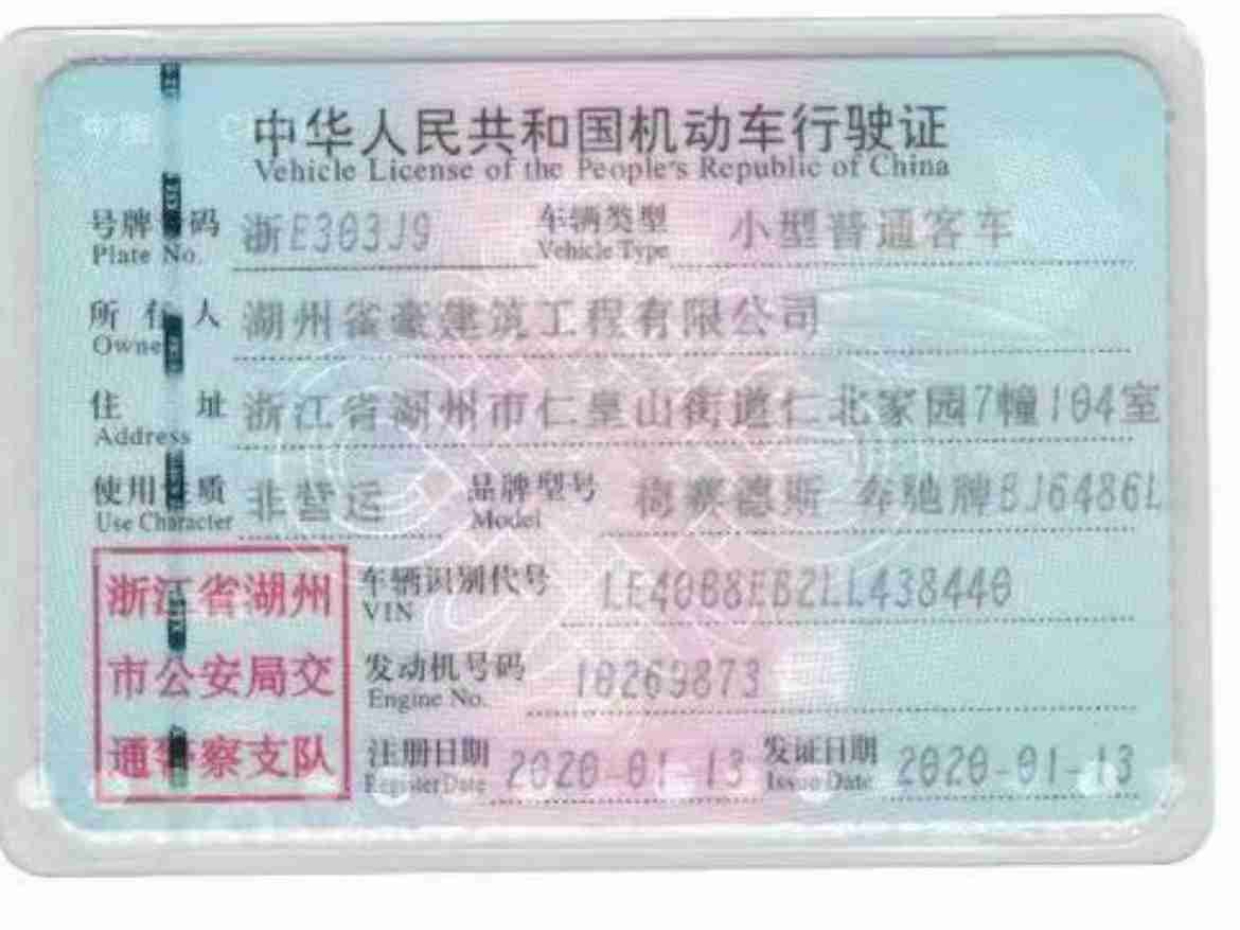 中华人民共和国机动车行驶证
Vehicle License of the People's Republic of China
号牌 码 浙E303J9 车辆类型 小型普通客车
Plate No. Vehicle Type
所有人 湖州 豪建筑工程有限公司
Owne
住址 浙江省湖州市仁皇山街道仁北家园7幢104室
Address
使用 质 非营运 品牌型号 梅赛德斯 奔驰牌BJ6486L
Use Character Model
浙江省湖州 车辆识别代号 LE40B8EB2LL438440
VIN
市公安局交 发动机号码 10269873
Engine No.
通警察支队 注册日期 2020-01-13 发证日期 2020-01-13
Register Date Issue Date